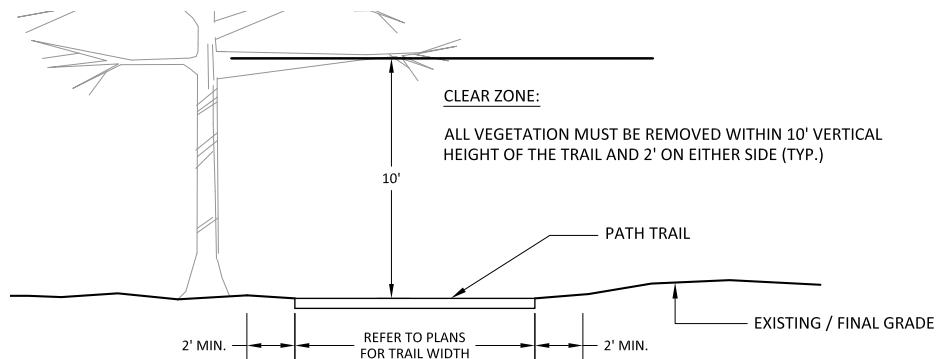 CLEAR ZONE:
ALL VEGETATION MUST BE REMOVED WITHIN 10' VERTICAL
HEIGHT OF THE TRAIL AND 2' ON EITHER SIDE (TYP.)
10'
PATH TRAIL
EXISTING / FINAL GRADE
2' MIN.
REFER TO PLANS
FOR TRAIL WIDTH
2' MIN.